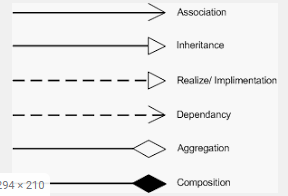 Association
Inheritance
Realize/ Implimentation
Dependancy
Aggregation
294 × 210
Composition